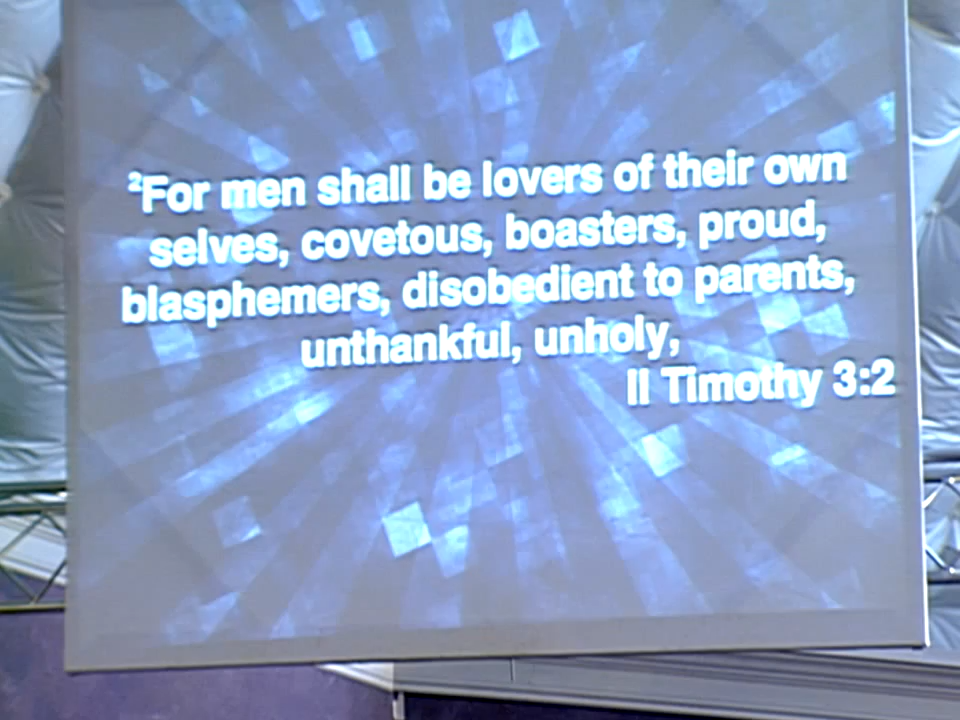 ²For men shall be lovers of their own
selves, covetous, boasters, proud,
blasphemers, disobedient to parents,
unthankful, unholy,
II Timothy 3:2